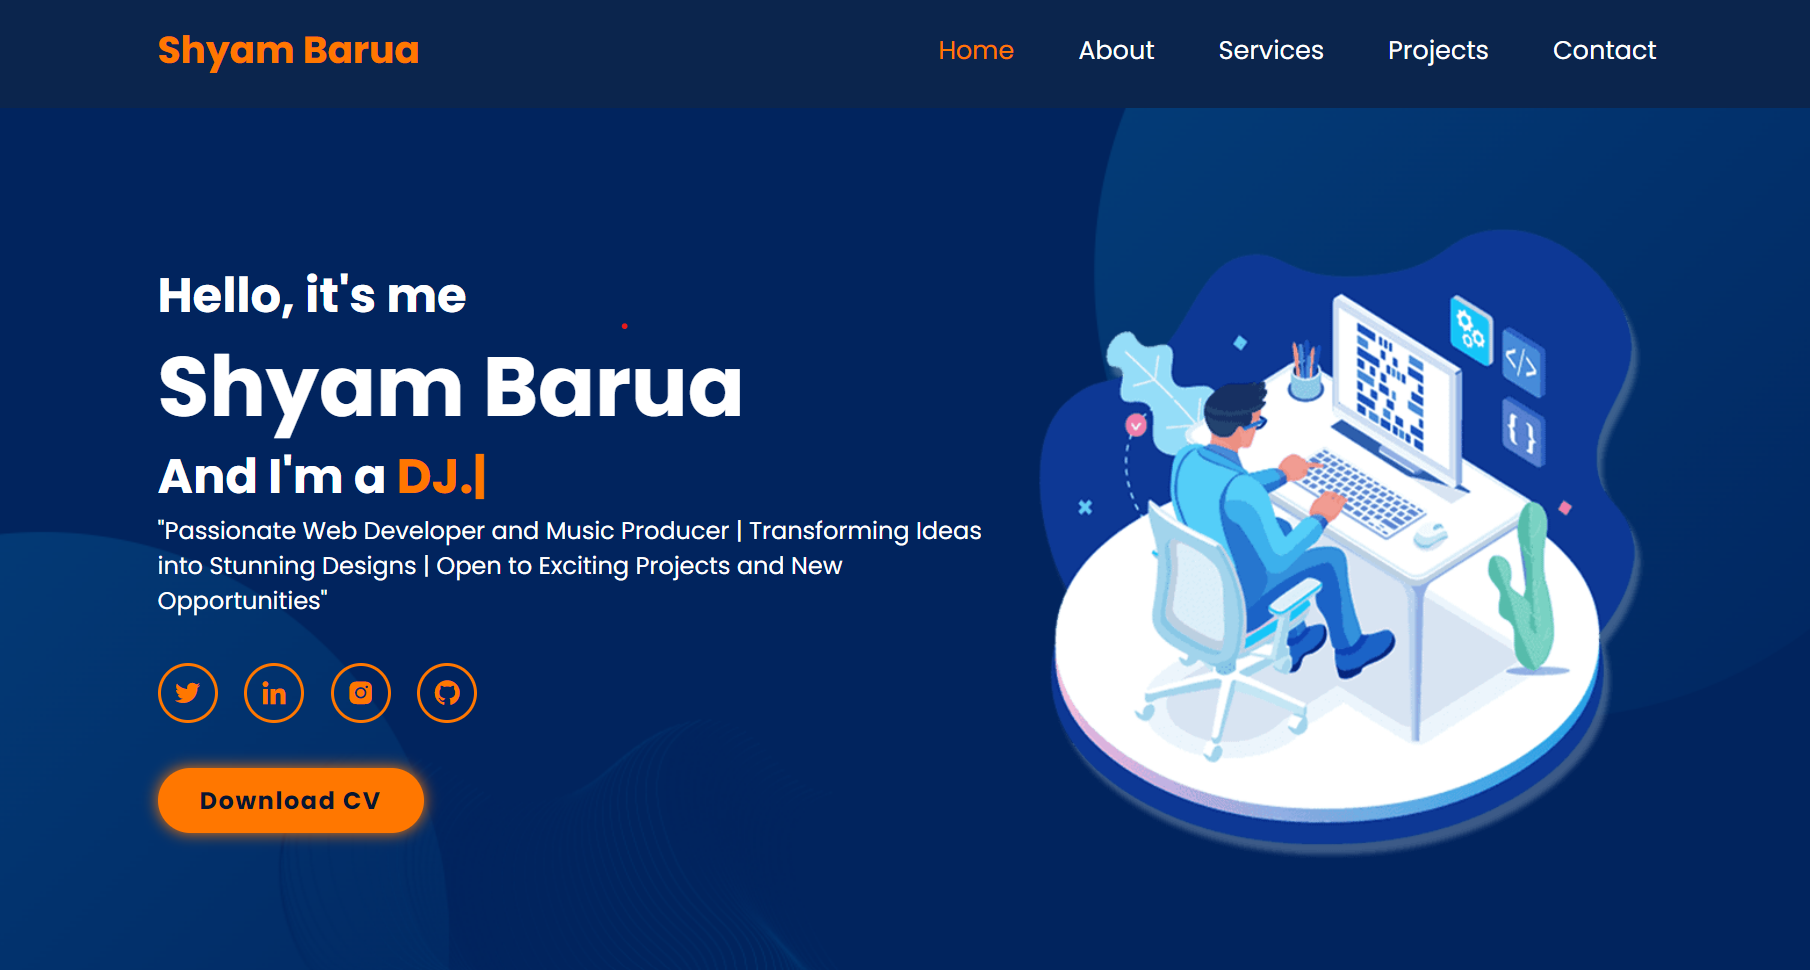 Shyam Barua
Home About Services Projects Contact
Hello, it's me
Shyam Barua
And I'm a DJ.|
"Passionate Web Developer and Music Producer | Transforming Ideas
into Stunning Designs | Open to Exciting Projects and New
Opportunities"
Download CV